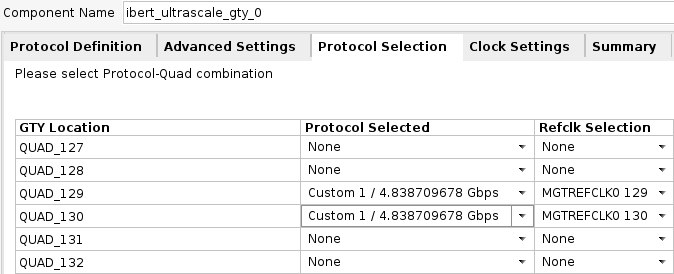 Component Name ibert_ultrascale_gty_0
Protocol Definition Advanced Settings Protocol Selection Clock Settings Summary
Please select Protocol-Quad combination
GTY Location Protocol Selected Refclk Selection
QUAD_127 None None
QUAD_128 None None
QUAD_129 Custom 1 / 4.838709678 Gbps MGTREFCLK0 129
QUAD_130 Custom 1 / 4.838709678 Gbps MGTREFCLK0 130
QUAD_131 None None
QUAD_132 None None